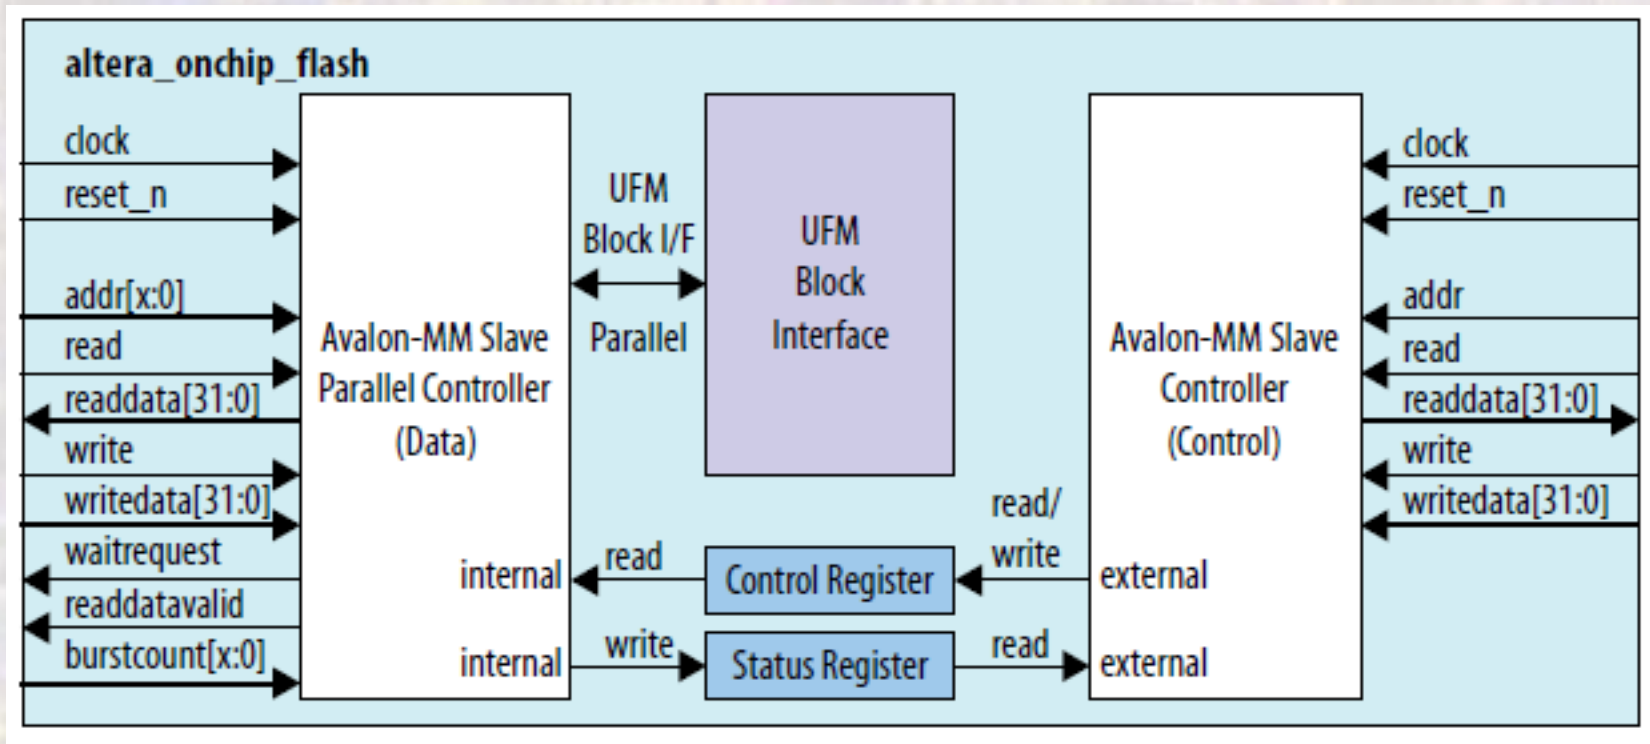 altera_onchip_flash
clock
reset_n
addr[x:0]
read
readdata[31:0]
write
writedata[31:0]
waitrequest
readdatavalid
burstcount[x:0]
Avalon-MM Slave
Parallel Controller
(Data)
internal
internal
UFM
Block I/F
Parallel
UFM
Block
Interface
read
Control Register
read/
write
write
Status Register
read
Avalon-MM Slave
Controller
(Control)
external
external
clock
reset_n
addr
read
readdata[31:0]
write
writedata[31:0]